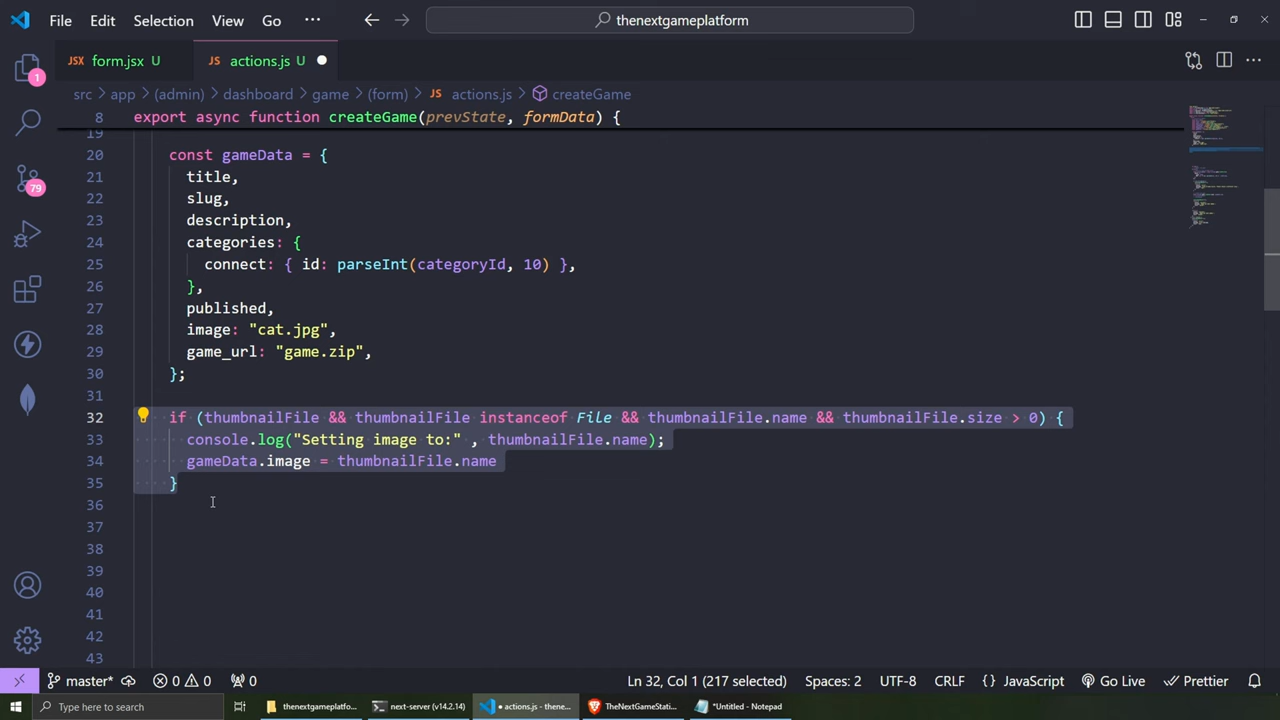 File Edit Selection View Go ··· thenextgameplatform
form.jsx U actions.js U
src > app > (admin) > dashboard > game > (form) > actions.js > createGame
8 export async function createGame(prevState, formData) {
19
20 const gameData = {
21 title,
22 slug,
23 description,
24 categories: {
25 connect: { id: parseInt(categoryId, 10) },
26 },
27 published,
28 image: "cat.jpg",
29 game_url: "game.zip",
30 };
31
32 if (thumbnailFile && thumbnailFile instanceof File && thumbnailFile.name && thumbnailFile.size > 0) {
33 console.log("Setting image to:" , thumbnailFile.name);
34 gameData.image = thumbnailFile.name
35 }
36
37
38
39
40
41
42
43
1
79
master* 0 0 0 Ln 32, Col 1 (217 selected) Spaces: 2 UTF-8 CRLF {} JavaScript Go Live Prettier
Type here to search thenextgameplatfo... next-server (v14.2.14) • actions.js - thene... TheNextGameStati... *Untitled - Notepad